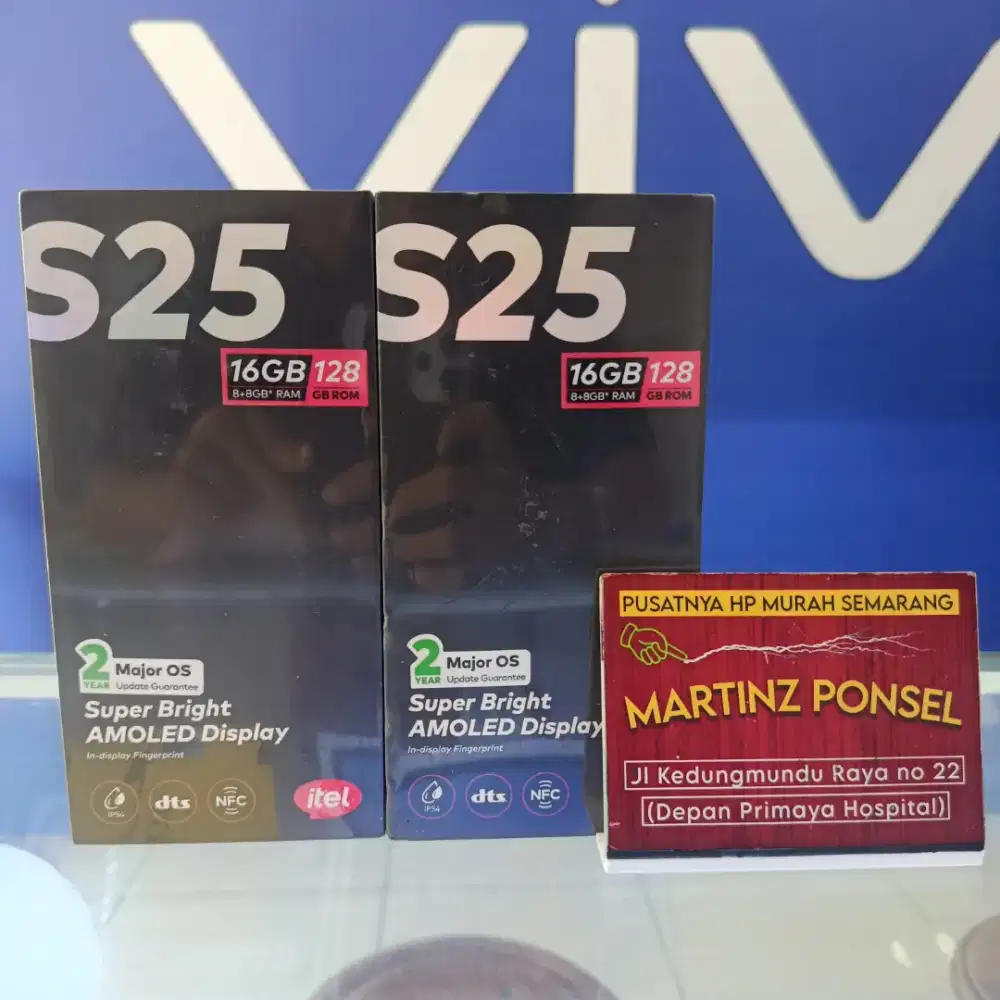 vivo
S25
16GB 128
8+8GB* RAM GB ROM
2 Major OS
YEAR Update Guarantee
Super Bright
AMOLED Display
In-display Fingerprint
IP54 dts NFC
itel
S25
16GB 128
8+8GB* RAM GB ROM
2 Major OS
YEAR Update Guarantee
Super Bright
AMOLED Display
In-display Fingerprint
IP54 dts NFC
PUSATNYA HP MURAH SEMARANG
MARTINZ PONSEL
Jl Kedungmundu Raya no 22
(Depan Primaya Hospital)